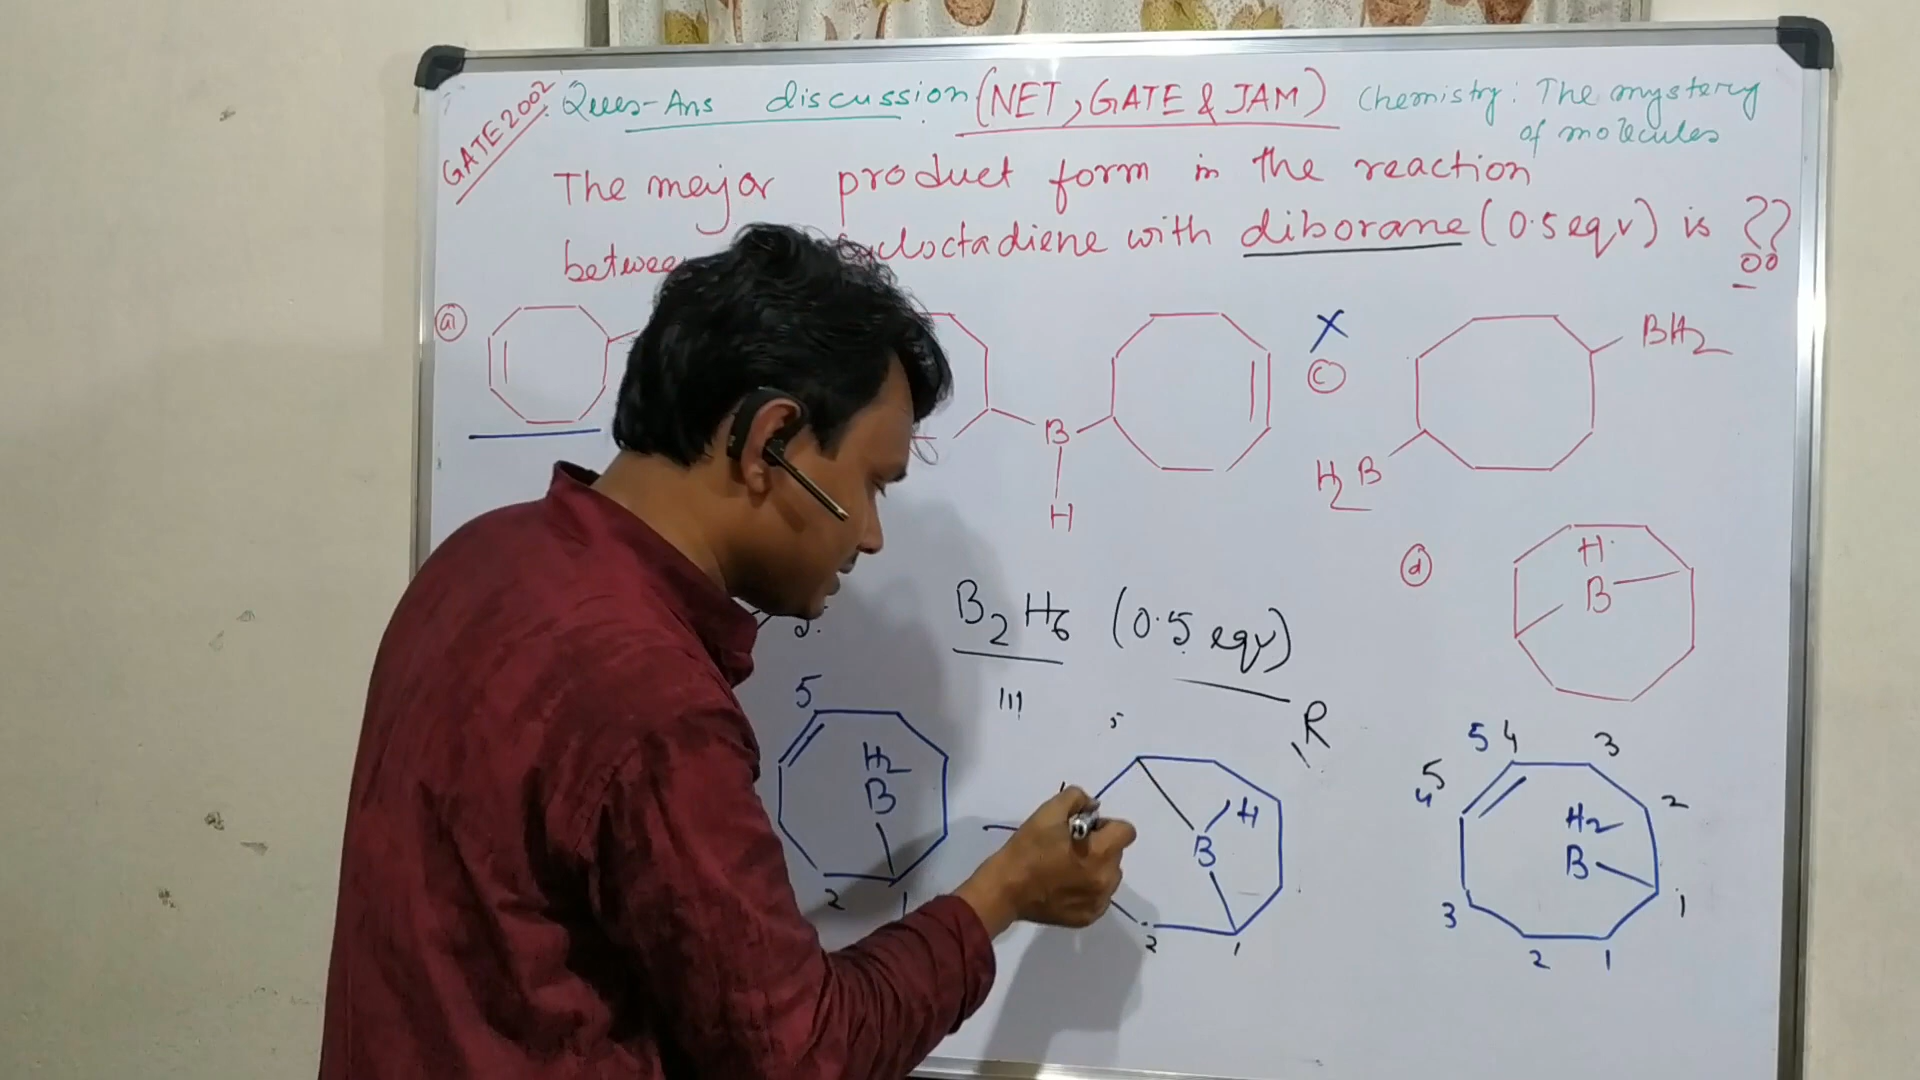 GATE 2002
Ques-Ans discussion (NET, GATE & JAM) Chemistry: The mystery
of molecules
The mejor product form in the reaction
between cycloctadiene with diborane (0.5 eqv) is ??
(a)
B
H
X
(c)
BH2
H2B
(d)
H
B
B2H6 (0.5 eqv)
5
H2
B
2
1
R
H
B
2
1
5 4
3
5
4
2
H2
B
1
3
2
1